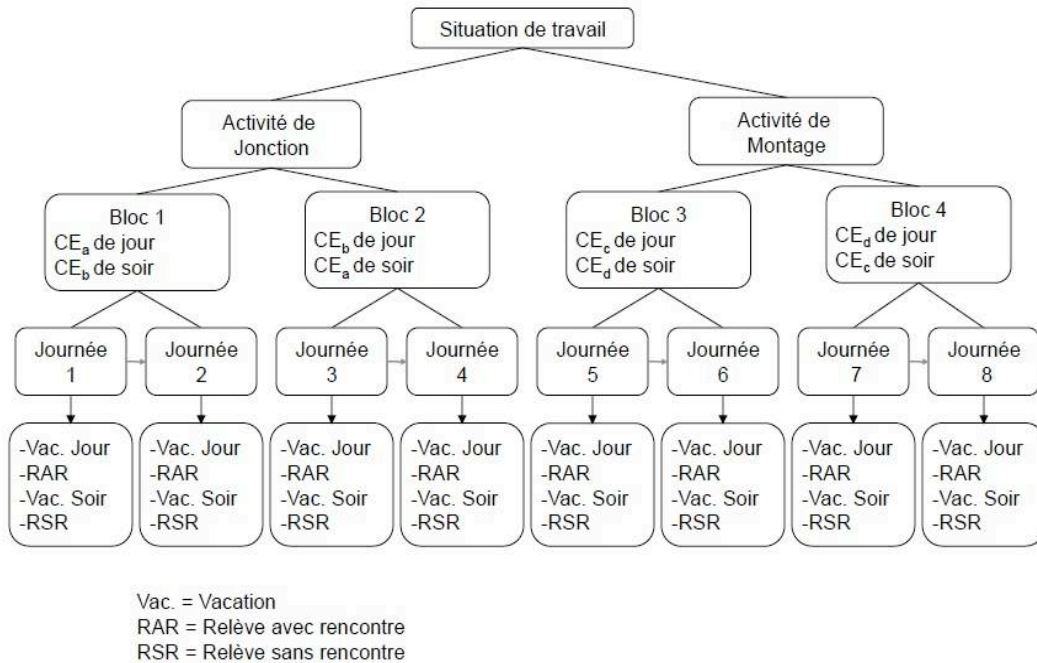 Situation de travail
Activité de
Jonction
Activité de
Montage
Bloc 1
CEa de jour
CEb de soir
Bloc 2
CEb de jour
CEa de soir
Bloc 3
CEc de jour
CEd de soir
Bloc 4
CEd de jour
CEc de soir
Journée
1
Journée
2
Journée
3
Journée
4
Journée
5
Journée
6
Journée
7
Journée
8
-Vac. Jour
-RAR
-Vac. Soir
-RSR
-Vac. Jour
-RAR
-Vac. Soir
-RSR
-Vac. Jour
-RAR
-Vac. Soir
-RSR
-Vac. Jour
-RAR
-Vac. Soir
-RSR
-Vac. Jour
-RAR
-Vac. Soir
-RSR
-Vac. Jour
-RAR
-Vac. Soir
-RSR
-Vac. Jour
-RAR
-Vac. Soir
-RSR
-Vac. Jour
-RAR
-Vac. Soir
-RSR
Vac. = Vacation
RAR = Relève avec rencontre
RSR = Relève sans rencontre